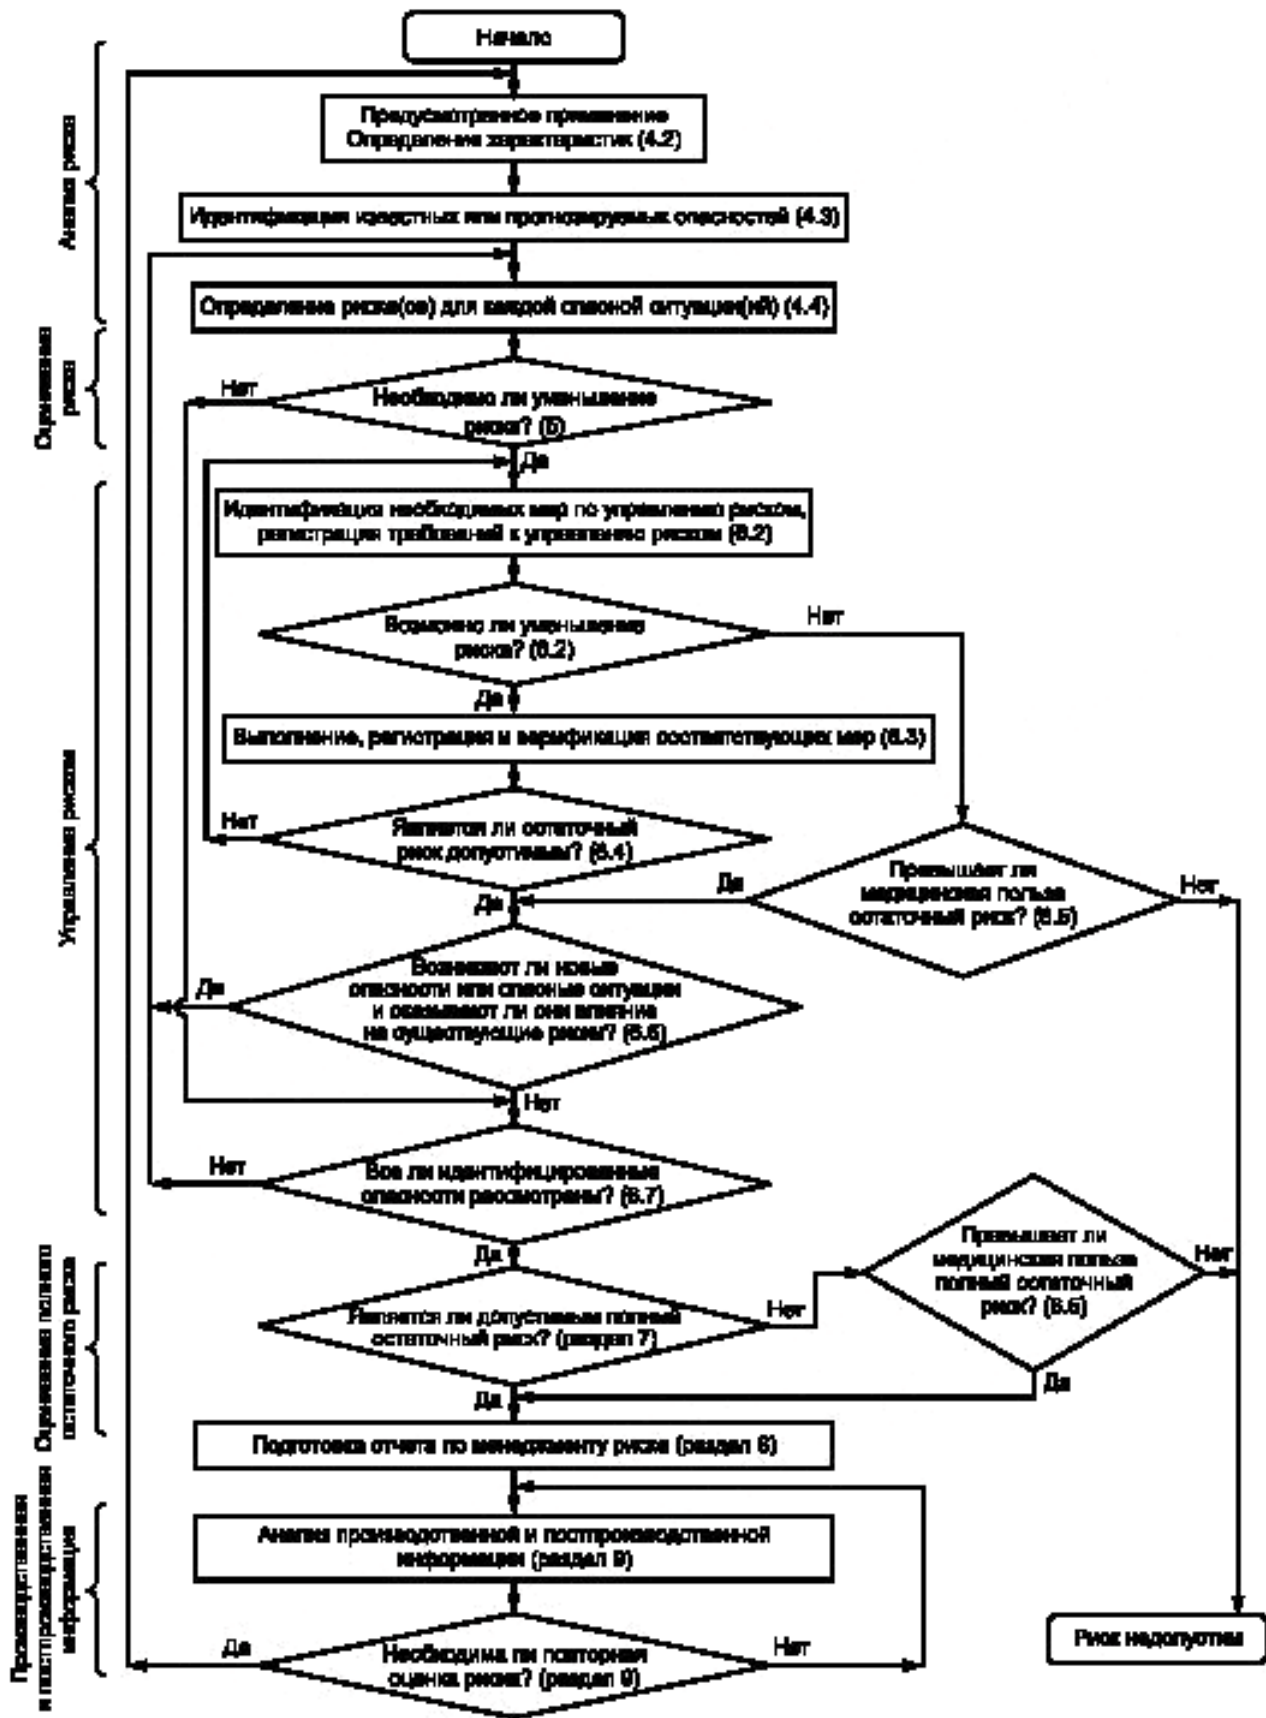 Начало
Предусмотренное применение
Определение характеристик (4.2)
Идентификация известных или прогнозируемых опасностей (4.3)
Определение риска(ов) для каждой опасной ситуации(ий) (4.4)
Анализ риска
Необходимо ли уменьшение
риска? (5)
Нет
Да
Оценивание
риска
Идентификация необходимых мер по управлению риском,
регистрация требований к управлению риском (6.2)
Возможно ли уменьшение
риска? (6.2)
Нет
Да
Выполнение, регистрация и верификация соответствующих мер (6.3)
Является ли остаточный
риск допустимым? (6.4)
Нет
Да
Превышает ли
медицинская польза
остаточный риск? (6.5)
Да
Нет
Возникают ли новые
опасности или опасные ситуации
и оказывают ли они влияние
на существующие риски? (6.6)
Да
Нет
Все ли идентифицированные
опасности рассмотрены? (6.7)
Нет
Да
Управление риском
Является ли допустимым полный
остаточный риск? (раздел 7)
Нет
Да
Превышает ли
медицинская польза
полный остаточный
риск? (6.5)
Нет
Да
Подготовка отчета по менеджменту риска (раздел 8)
Оценивание полного
остаточного риска
Анализ производственной и постпроизводственной
информации (раздел 9)
Необходима ли повторная
оценка риска? (раздел 9)
Да
Нет
Производственная
и постпроизводственная
информация
Риск недопустим